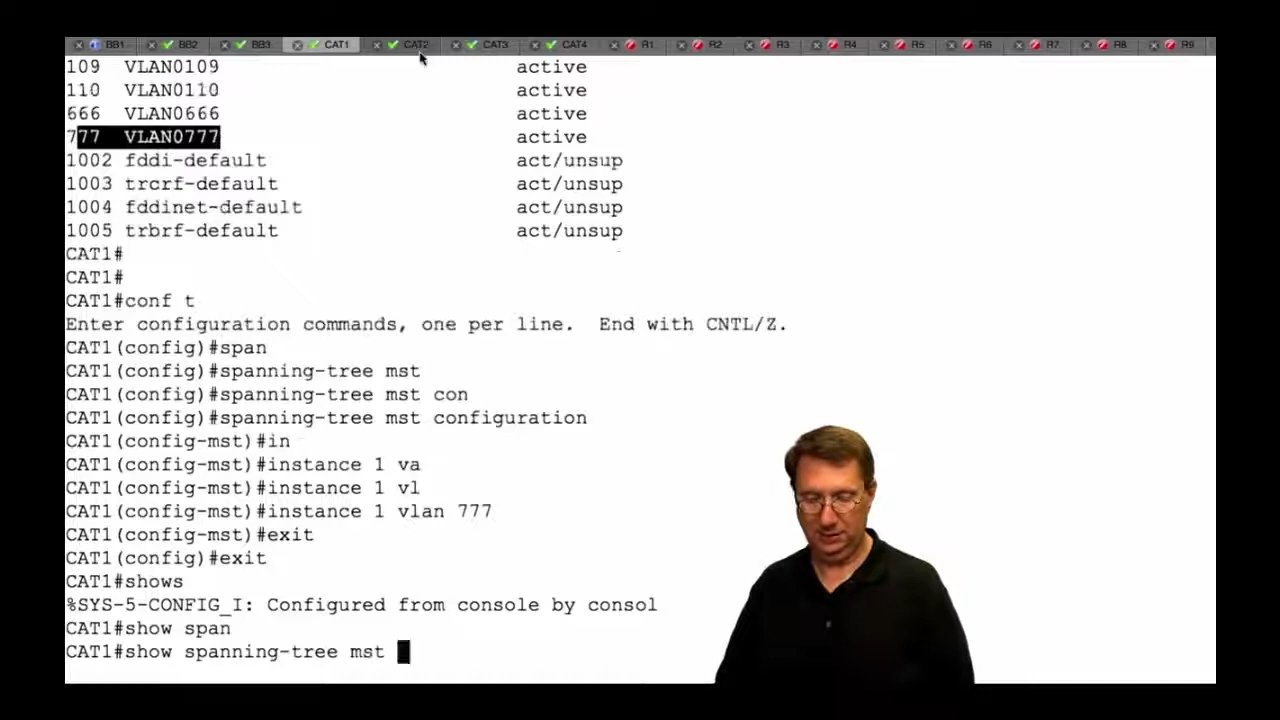 BB1 BB2 BB3 CAT1 CAT2 CAT3 CAT4 R1 R2 R3 R4 R5 R6 R7 R8 R9
109 VLAN0109 active
110 VLAN0110 active
666 VLAN0666 active
777 VLAN0777 active
1002 fddi-default act/unsup
1003 trcrf-default act/unsup
1004 fddinet-default act/unsup
1005 trbrf-default act/unsup
CAT1#
CAT1#
CAT1#conf t
Enter configuration commands, one per line. End with CNTL/Z.
CAT1(config)#span
CAT1(config)#spanning-tree mst
CAT1(config)#spanning-tree mst con
CAT1(config)#spanning-tree mst configuration
CAT1(config-mst)#in
CAT1(config-mst)#instance 1 va
CAT1(config-mst)#instance 1 vl
CAT1(config-mst)#instance 1 vlan 777
CAT1(config-mst)#exit
CAT1(config)#exit
CAT1#shows
%SYS-5-CONFIG_I: Configured from console by consol
CAT1#show span
CAT1#show spanning-tree mst